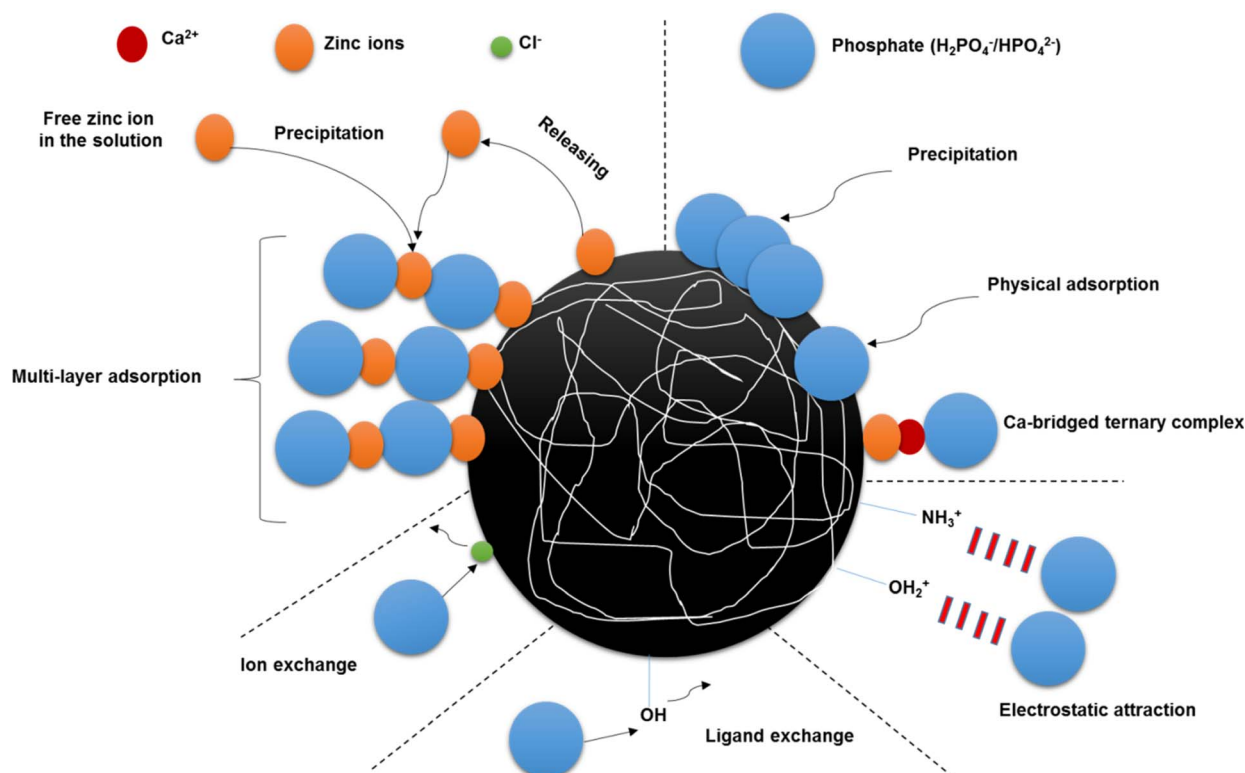 Ca²⁺
Zinc ions
Cl⁻
Phosphate (H₂PO₄⁻/HPO₄²⁻)
Free zinc ion
in the solution
Precipitation
Releasing
Precipitation
Physical adsorption
Multi-layer adsorption
Ca-bridged ternary complex
NH₃⁺
OH₂⁺
Ion exchange
OH
Ligand exchange
Electrostatic attraction